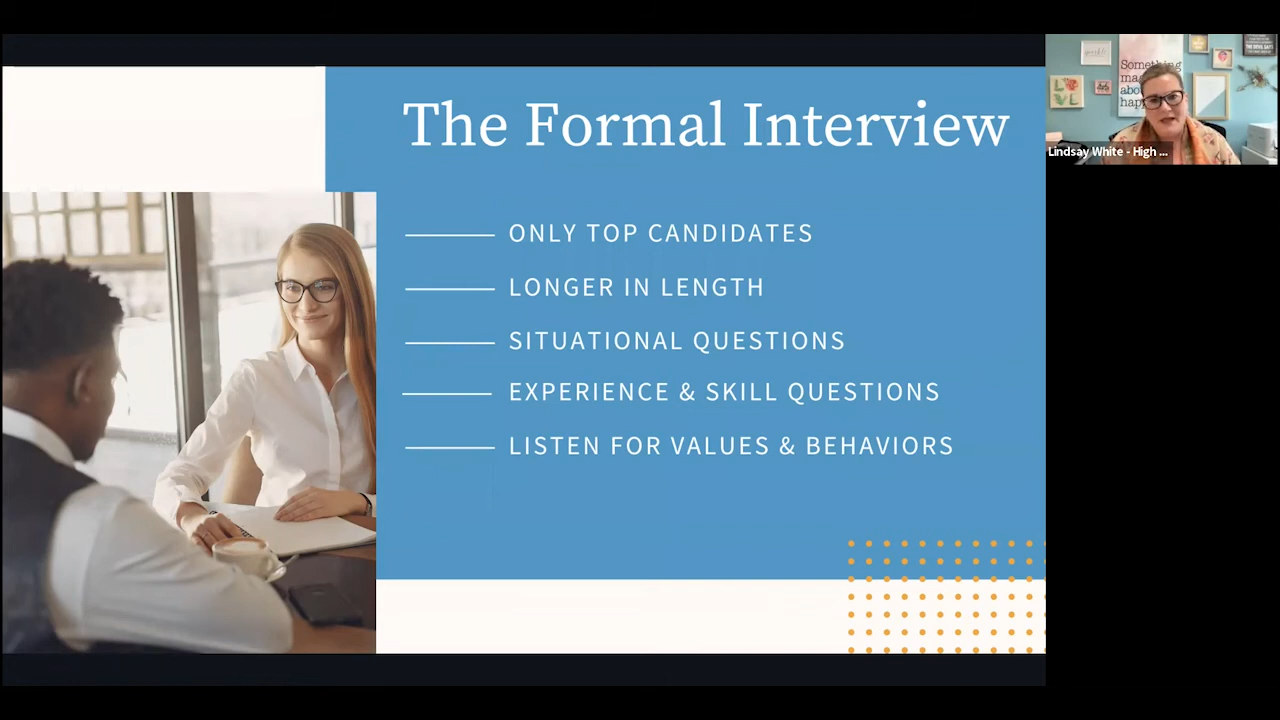 The Formal Interview
ONLY TOP CANDIDATES
LONGER IN LENGTH
SITUATIONAL QUESTIONS
EXPERIENCE & SKILL QUESTIONS
LISTEN FOR VALUES & BEHAVIORS
Something
Lindsay White - High ...